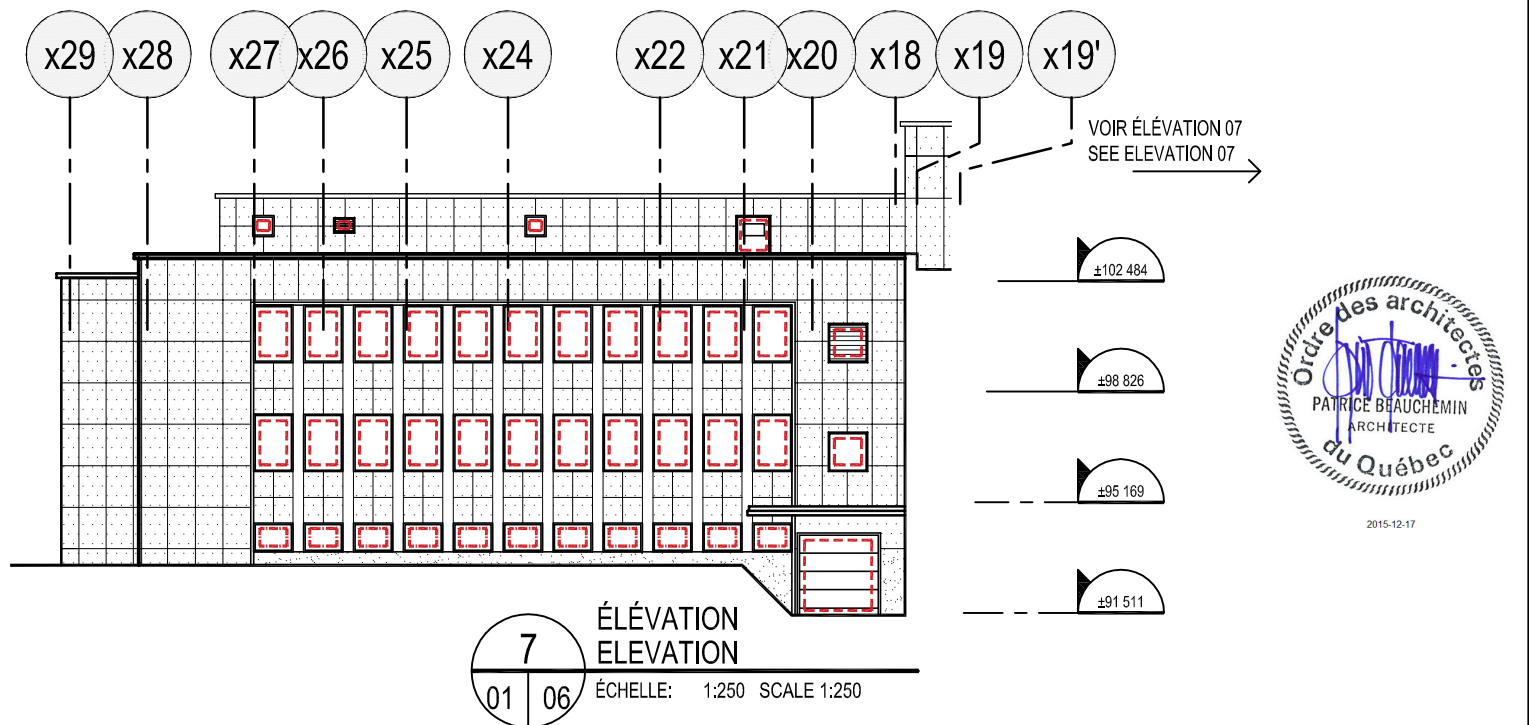 x29 x28 x27 x26 x25 x24 x22 x21 x20 x18 x19 x19'
VOIR ÉLÉVATION 07
SEE ELEVATION 07
±102 484
±98 826
±95 169
±91 511
Ordre des architectes
PATRICE BEAUCHEMIN
ARCHITECTE
du Québec
2015-12-17
7
01 06
ÉLÉVATION
ELEVATION
ÉCHELLE: 1:250 SCALE 1:250